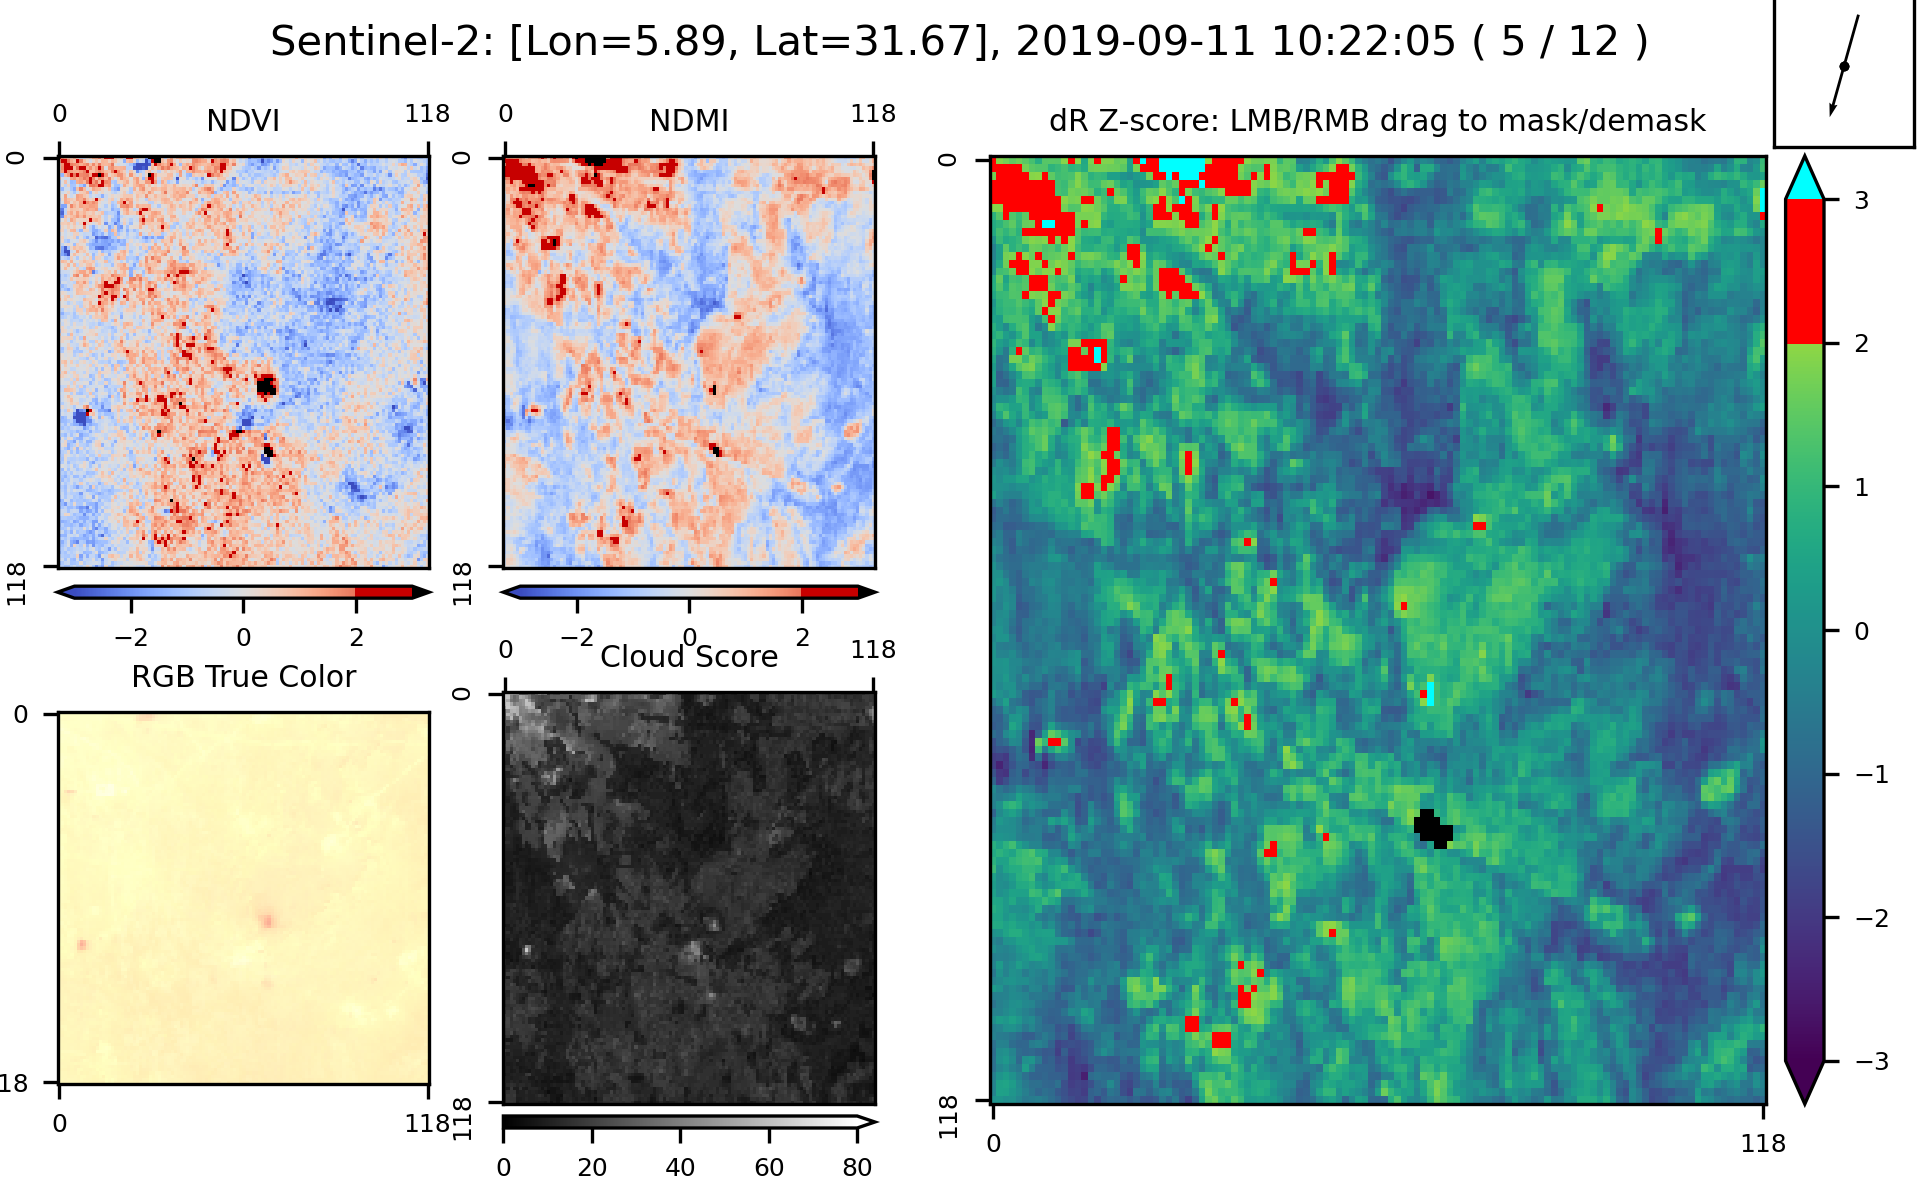 Sentinel-2: [Lon=5.89, Lat=31.67], 2019-09-11 10:22:05 ( 5 / 12 )
0 NDVI 118
0
118
−2 0 2
0 NDMI 118
0
118
−2 0 2
dR Z-score: LMB/RMB drag to mask/demask
0
118
0 118
3
2
1
0
−1
−2
−3
RGB True Color
0
18
0 118
0 Cloud Score 118
0
118
0 20 40 60 80